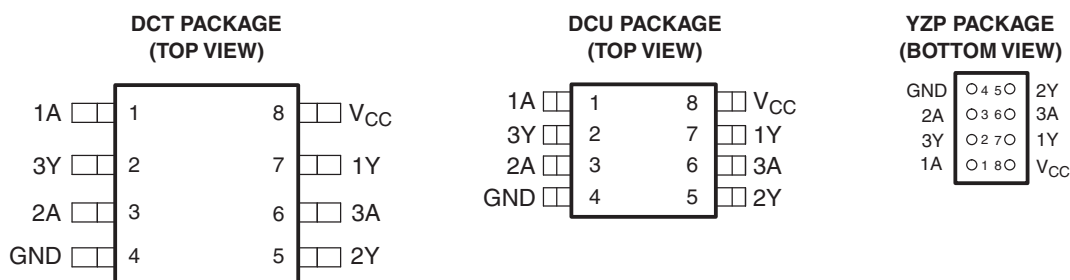 DCT PACKAGE
(TOP VIEW)
1A 1 8 VCC
3Y 2 7 1Y
2A 3 6 3A
GND 4 5 2Y
DCU PACKAGE
(TOP VIEW)
1A 1 8 VCC
3Y 2 7 1Y
2A 3 6 3A
GND 4 5 2Y
YZP PACKAGE
(BOTTOM VIEW)
GND 4 5 2Y
2A 3 6 3A
3Y 2 7 1Y
1A 1 8 VCC